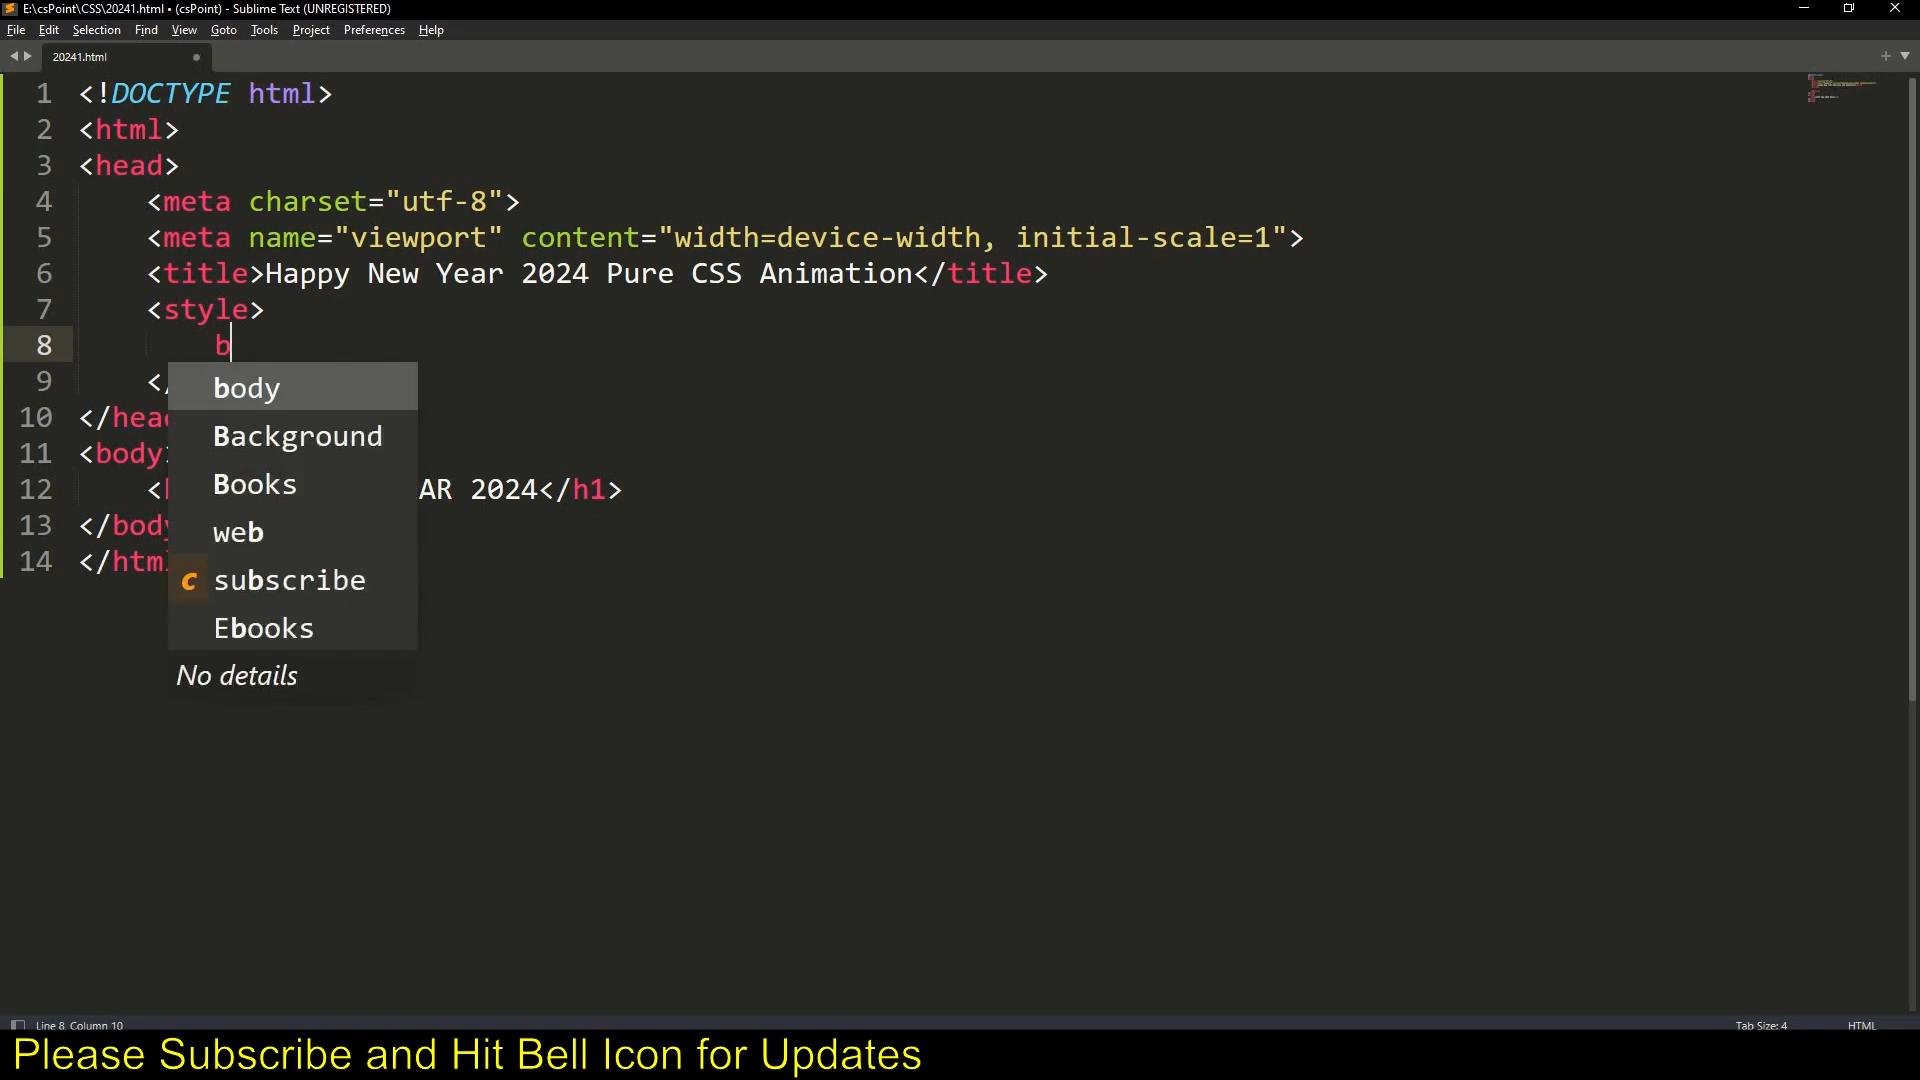 E:\csPoint\CSS\20241.html • (csPoint) - Sublime Text (UNREGISTERED)
File Edit Selection Find View Goto Tools Project Preferences Help
20241.html
1 <!DOCTYPE html>
2 <html>
3 <head>
4 <meta charset="utf-8">
5 <meta name="viewport" content="width=device-width, initial-scale=1">
6 <title>Happy New Year 2024 Pure CSS Animation</title>
7 <style>
8 b
body
9 </
10 </head
Background
11 <body>
Books
12 <h AR 2024</h1>
13 </body
web
14 </html
c subscribe
Ebooks
No details
Line 8, Column 10 Tab Size: 4 HTML
Please Subscribe and Hit Bell Icon for Updates